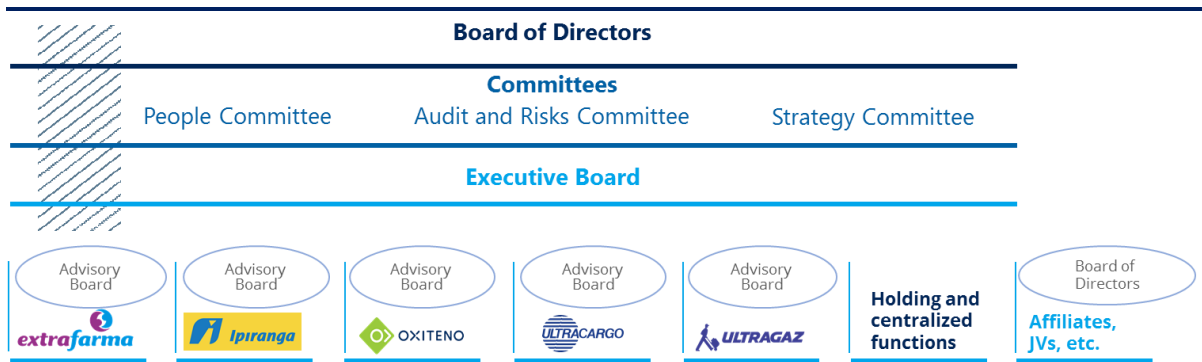 Board of Directors
Committees
People Committee Audit and Risks Committee Strategy Committee
Executive Board
Advisory
Board
extrafarma
Advisory
Board
Ipiranga
Advisory
Board
OXITENO
Advisory
Board
ULTRACARGO
Advisory
Board
ULTRAGAZ
Holding and
centralized
functions
Board of
Directors
Affiliates,
JVs, etc.